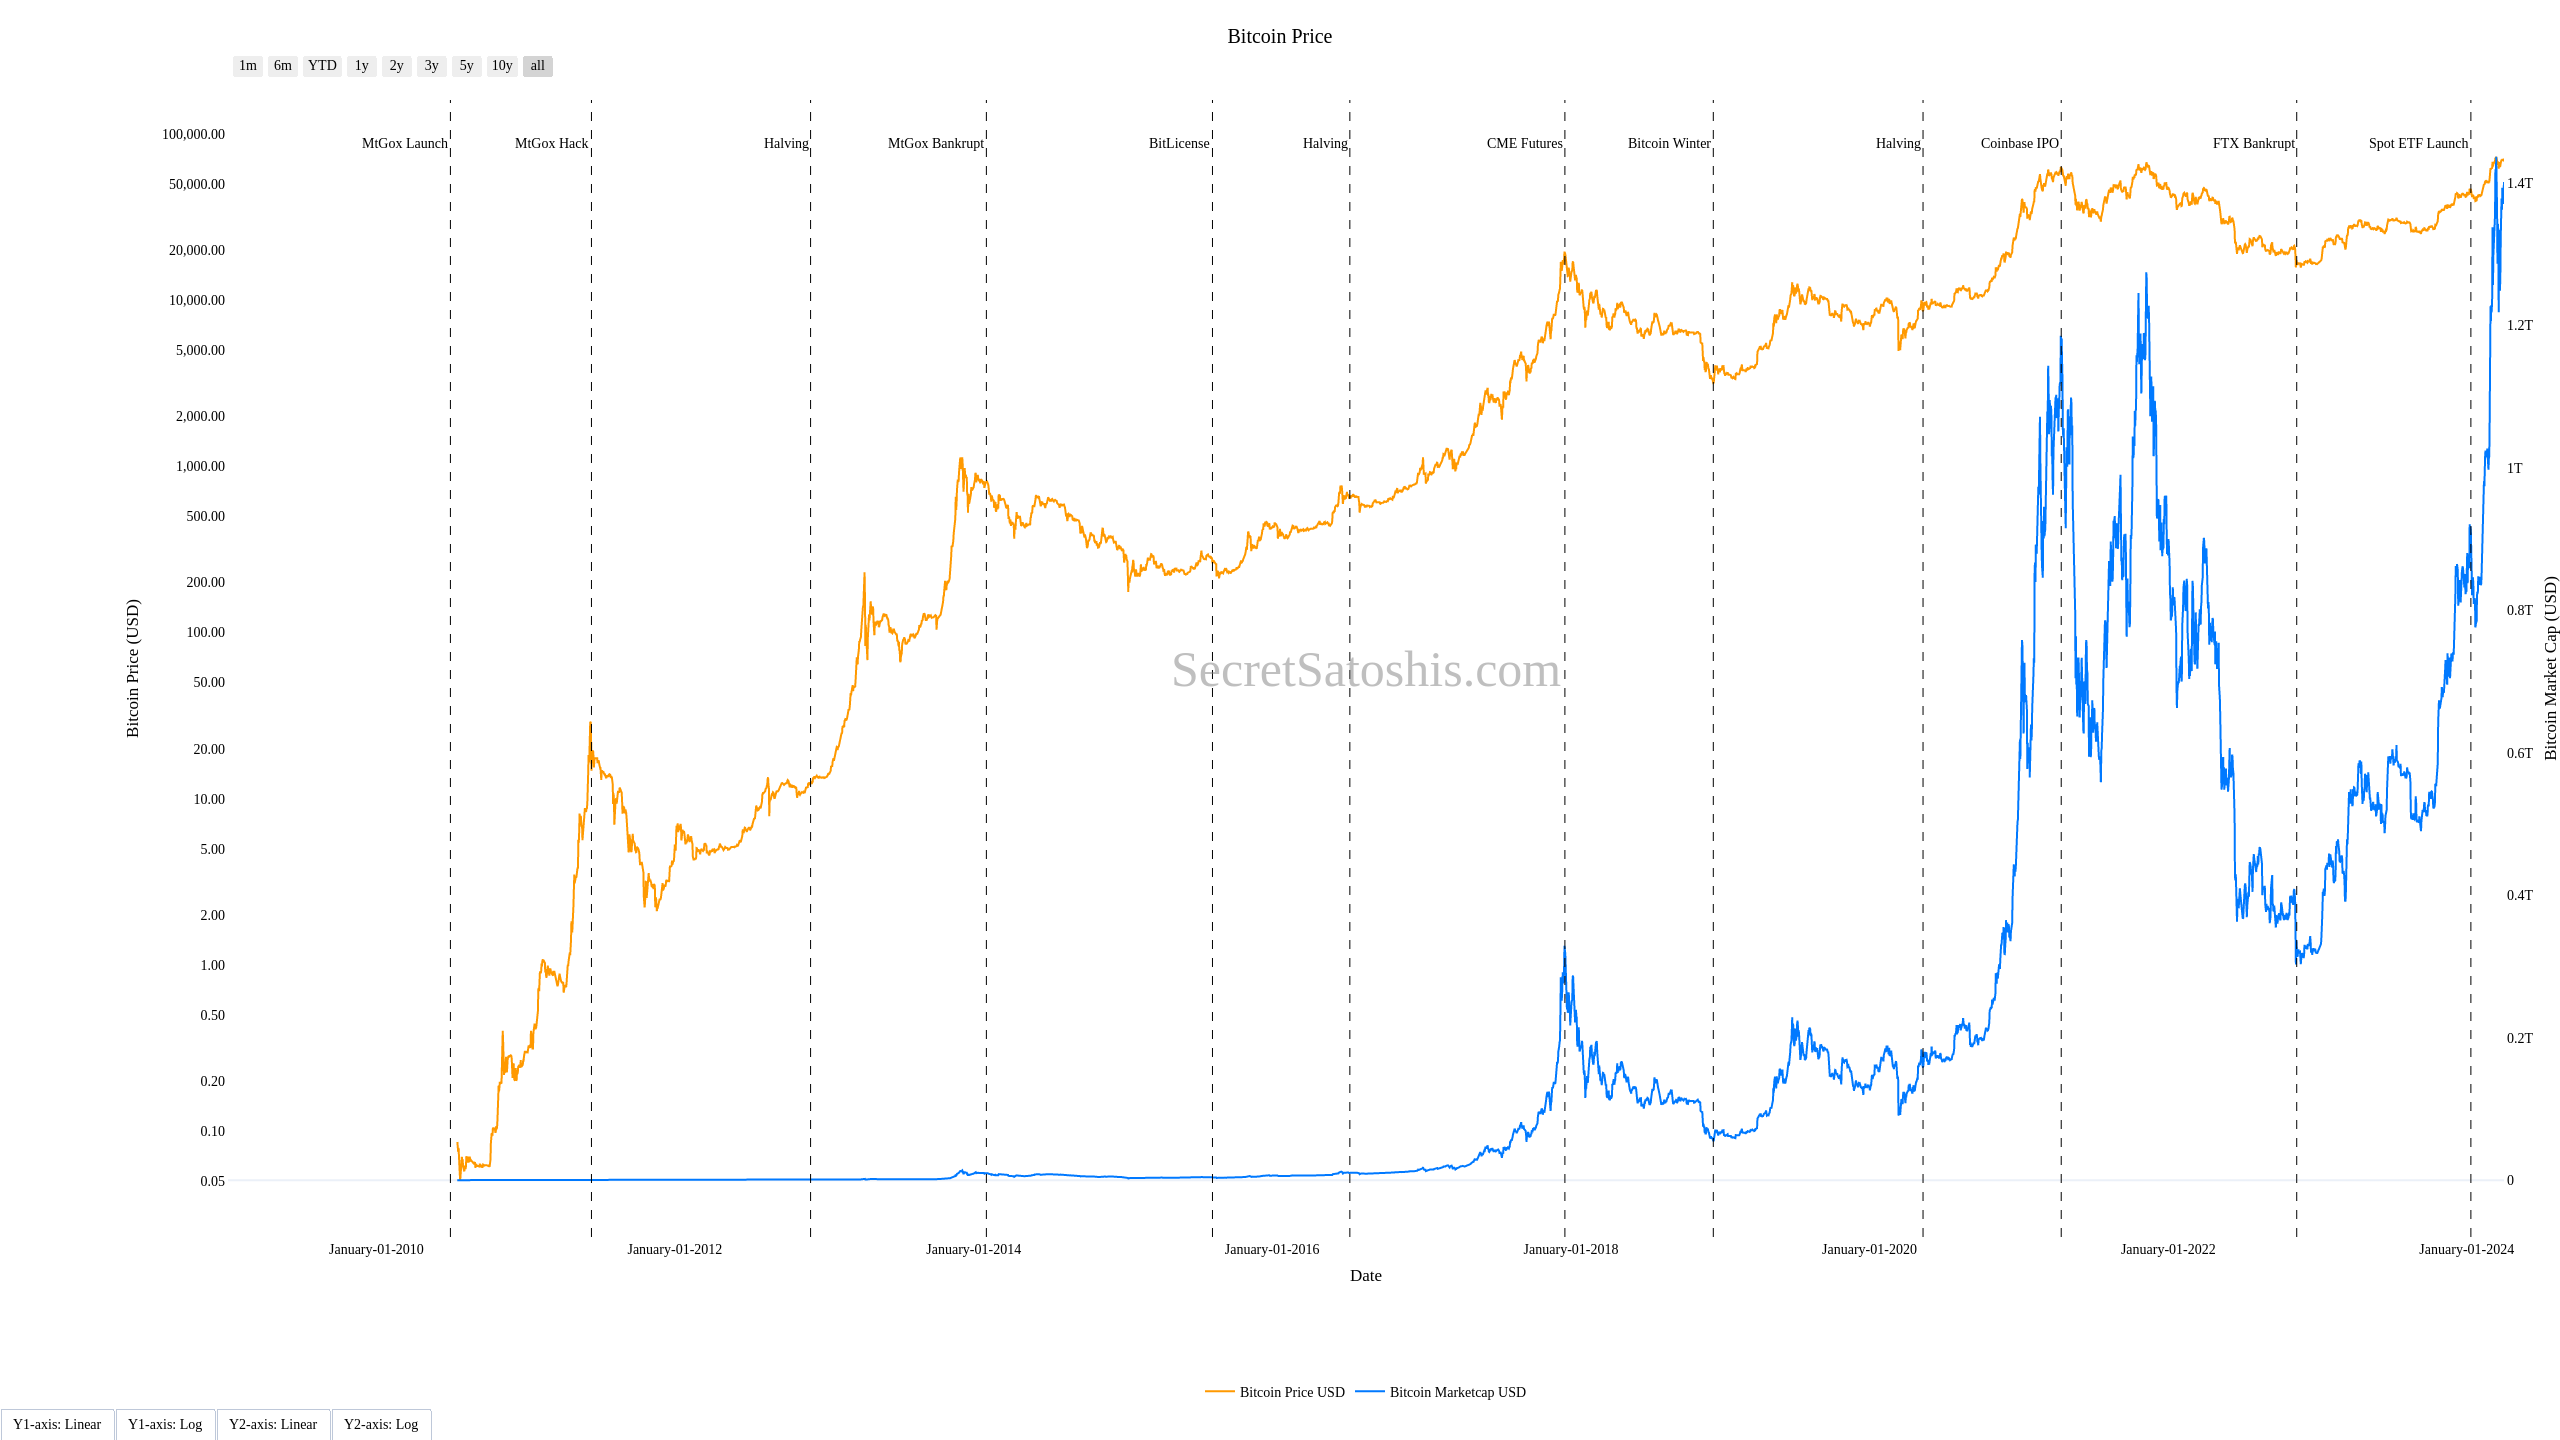 Bitcoin Price
1m 6m YTD 1y 2y 3y 5y 10y all
MtGox Launch MtGox Hack Halving MtGox Bankrupt BitLicense Halving CME Futures Bitcoin Winter Halving Coinbase IPO FTX Bankrupt Spot ETF Launch
100,000.00
50,000.00
20,000.00
10,000.00
5,000.00
2,000.00
1,000.00
500.00
200.00
100.00
50.00
20.00
10.00
5.00
2.00
1.00
0.50
0.20
0.10
0.05
Bitcoin Price (USD)
SecretSatoshis.com
1.4T
1.2T
1T
0.8T
0.6T
0.4T
0.2T
0
Bitcoin Market Cap (USD)
January-01-2010 January-01-2012 January-01-2014 January-01-2016 January-01-2018 January-01-2020 January-01-2022 January-01-2024
Date
Bitcoin Price USD Bitcoin Marketcap USD
Y1-axis: Linear Y1-axis: Log Y2-axis: Linear Y2-axis: Log